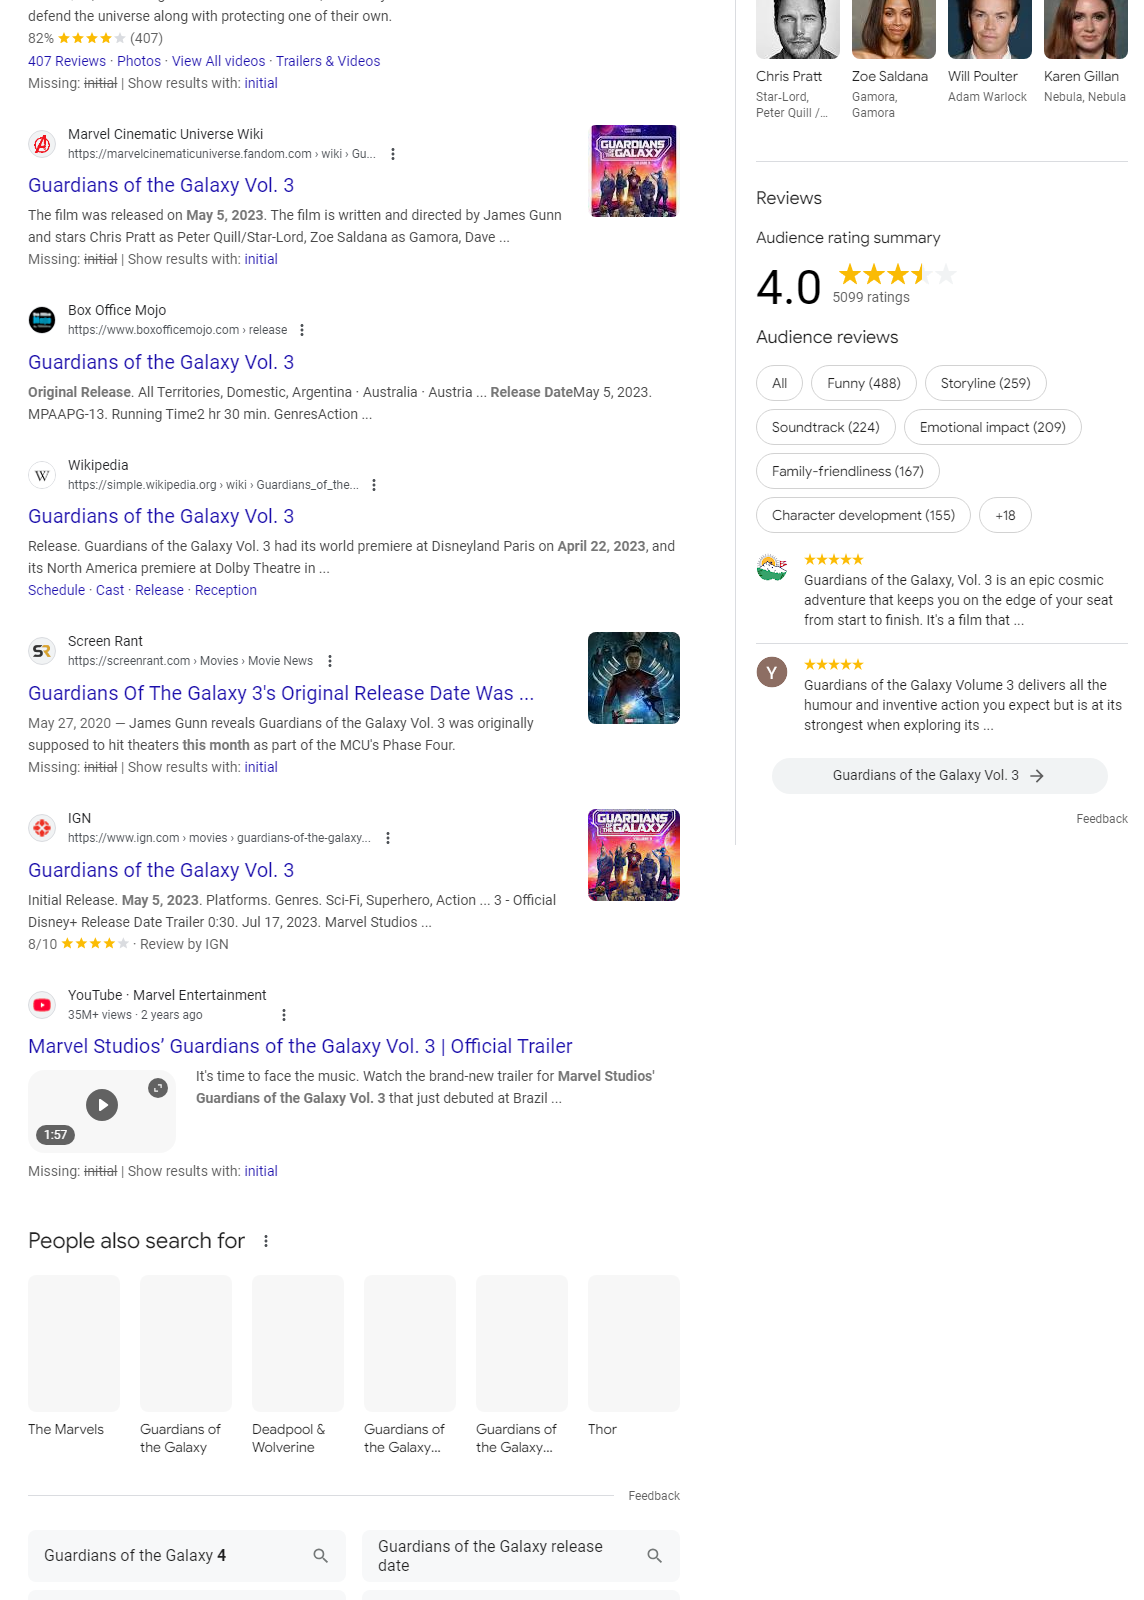 defend the universe along with protecting one of their own.
82% (407)
407 Reviews · Photos · View All videos · Trailers & Videos
Missing: initial | Show results with: initial
Marvel Cinematic Universe Wiki
https://marvelcinematicuniverse.fandom.com › wiki › Gu...
Guardians of the Galaxy Vol. 3
The film was released on May 5, 2023. The film is written and directed by James Gunn
and stars Chris Pratt as Peter Quill/Star-Lord, Zoe Saldana as Gamora, Dave ...
Missing: initial | Show results with: initial
GUARDIANS
OF THE GALAXY
Box Office Mojo
https://www.boxofficemojo.com › release
Guardians of the Galaxy Vol. 3
Original Release. All Territories, Domestic, Argentina · Australia · Austria ... Release DateMay 5, 2023.
MPAAPG-13. Running Time2 hr 30 min. GenresAction ...
W
Wikipedia
https://simple.wikipedia.org › wiki › Guardians_of_the...
Guardians of the Galaxy Vol. 3
Release. Guardians of the Galaxy Vol. 3 had its world premiere at Disneyland Paris on April 22, 2023, and
its North America premiere at Dolby Theatre in ...
Schedule · Cast · Release · Reception
SR
Screen Rant
https://screenrant.com › Movies › Movie News
Guardians Of The Galaxy 3's Original Release Date Was ...
May 27, 2020 — James Gunn reveals Guardians of the Galaxy Vol. 3 was originally
supposed to hit theaters this month as part of the MCU's Phase Four.
Missing: initial | Show results with: initial
IGN
https://www.ign.com › movies › guardians-of-the-galaxy...
Guardians of the Galaxy Vol. 3
Initial Release. May 5, 2023. Platforms. Genres. Sci-Fi, Superhero, Action ... 3 - Official
Disney+ Release Date Trailer 0:30. Jul 17, 2023. Marvel Studios ...
8/10 · Review by IGN
GUARDIANS
OF THE GALAXY
YouTube · Marvel Entertainment
35M+ views · 2 years ago
Marvel Studios’ Guardians of the Galaxy Vol. 3 | Official Trailer
It's time to face the music. Watch the brand-new trailer for Marvel Studios'
Guardians of the Galaxy Vol. 3 that just debuted at Brazil ...
1:57
Missing: initial | Show results with: initial
People also search for
The Marvels
Guardians of
the Galaxy
Deadpool &
Wolverine
Guardians of
the Galaxy...
Guardians of
the Galaxy...
Thor
Feedback
Guardians of the Galaxy 4
Guardians of the Galaxy release
date
Chris Pratt
Star-Lord,
Peter Quill /...
Zoe Saldana
Gamora,
Gamora
Will Poulter
Adam Warlock
Karen Gillan
Nebula, Nebula
Reviews
Audience rating summary
4.0
5099 ratings
Audience reviews
All
Funny (488)
Storyline (259)
Soundtrack (224)
Emotional impact (209)
Family-friendliness (167)
Character development (155)
+18
Guardians of the Galaxy, Vol. 3 is an epic cosmic
adventure that keeps you on the edge of your seat
from start to finish. It's a film that ...
Y
Guardians of the Galaxy Volume 3 delivers all the
humour and inventive action you expect but is at its
strongest when exploring its ...
Guardians of the Galaxy Vol. 3
Feedback